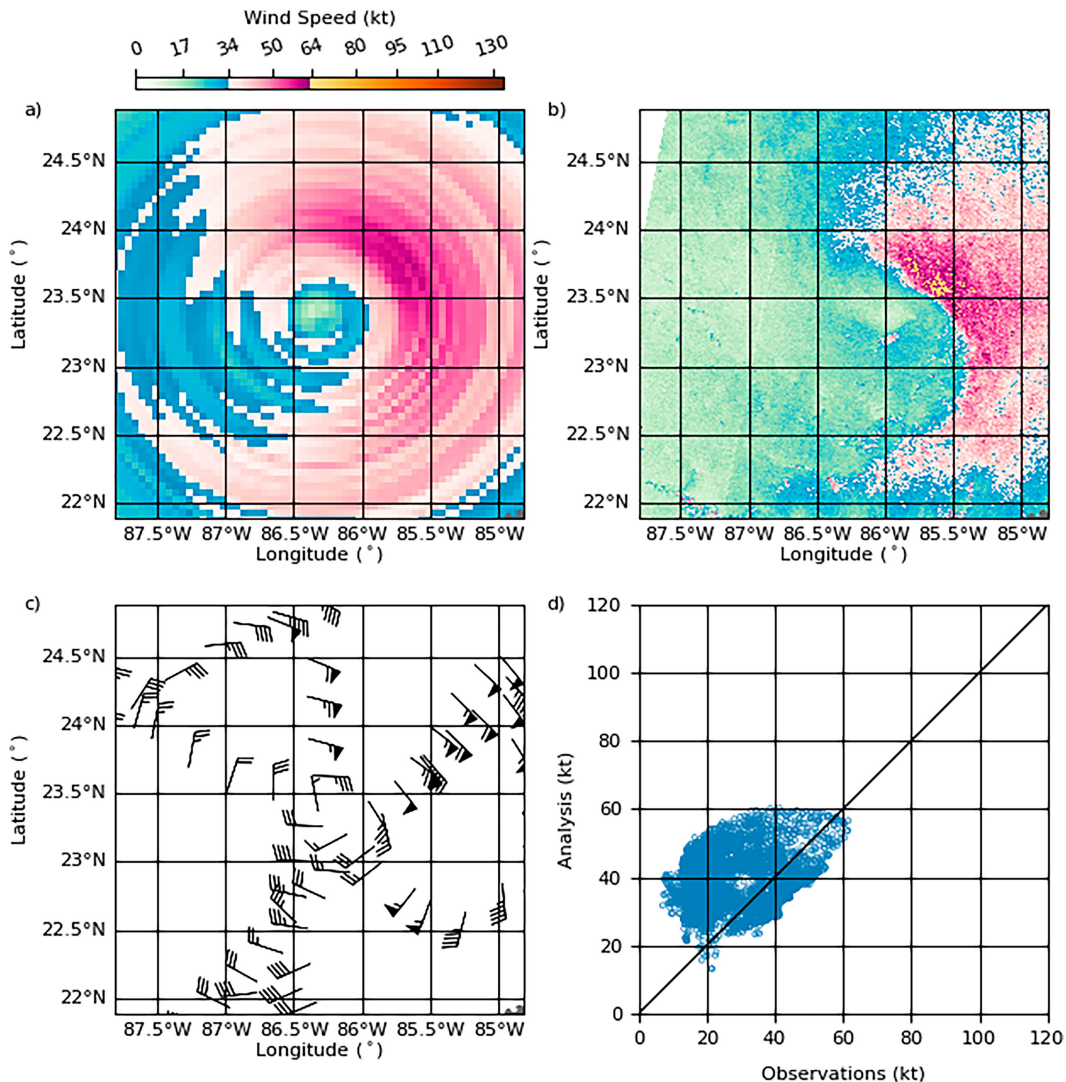 Wind Speed (kt)
0 17 34 50 64 80 95 110 130
a)
24.5°N
24°N
23.5°N
23°N
22.5°N
22°N
Latitude (°)
87.5°W 87°W 86.5°W 86°W 85.5°W 85°W
Longitude (°)
b)
24.5°N
24°N
23.5°N
23°N
22.5°N
22°N
Latitude (°)
87.5°W 87°W 86.5°W 86°W 85.5°W 85°W
Longitude (°)
c)
24.5°N
24°N
23.5°N
23°N
22.5°N
22°N
Latitude (°)
87.5°W 87°W 86.5°W 86°W 85.5°W 85°W
Longitude (°)
d)
120
100
80
60
40
20
0
Analysis (kt)
0 20 40 60 80 100 120
Observations (kt)